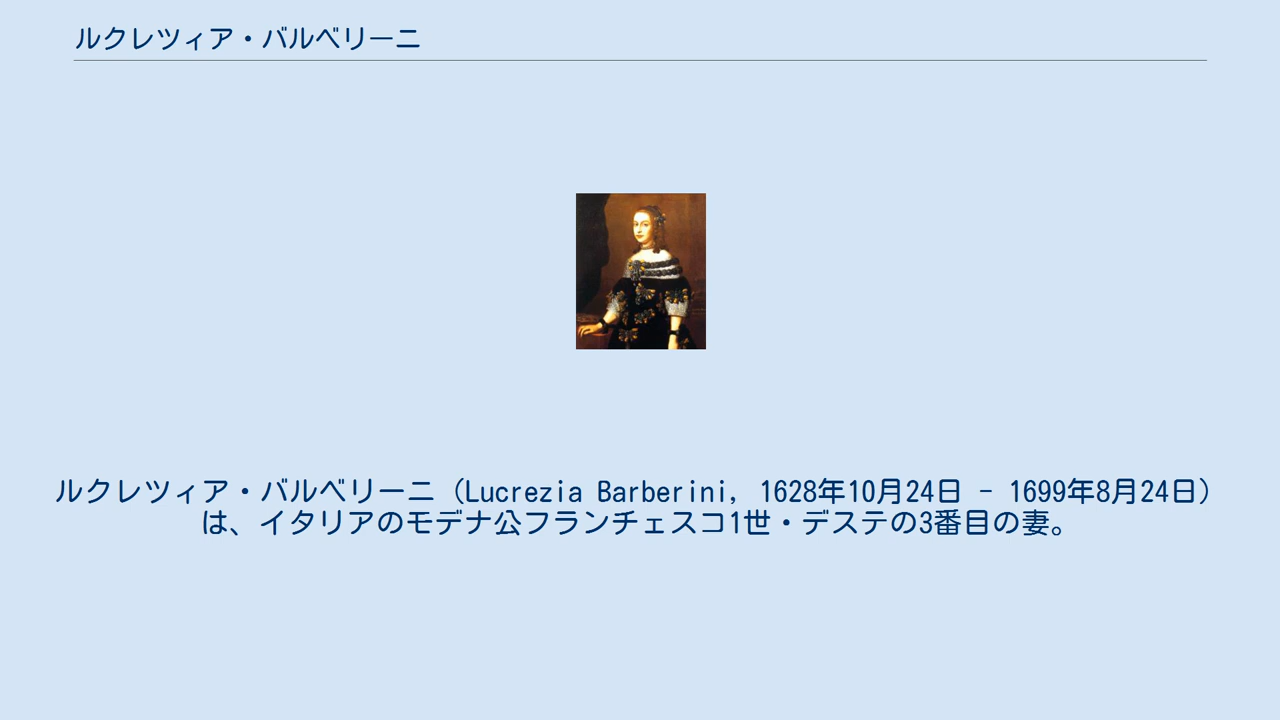 ルクレツィア・バルベリーニ
ルクレツィア・バルベリーニ（Lucrezia Barberini, 1628年10月24日 - 1699年8月24日）
は、イタリアのモデナ公フランチェスコ1世・デステの3番目の妻。